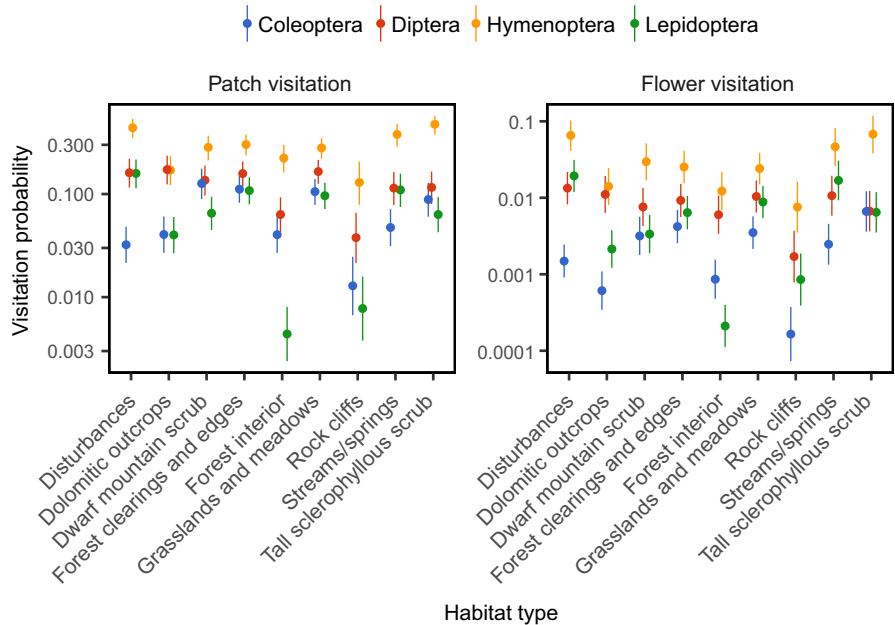 Coleoptera Diptera Hymenoptera Lepidoptera
Patch visitation
Flower visitation
Visitation probability
0.300
0.100
0.030
0.010
0.003
0.1
0.01
0.001
0.0001
Disturbances
Dolomitic outcrops
Dwarf mountain scrub
Forest clearings and edges
Forest interior
Grasslands and meadows
Rock cliffs
Streams/springs
Tall sclerophyllous scrub
Disturbances
Dolomitic outcrops
Dwarf mountain scrub
Forest clearings and edges
Forest interior
Grasslands and meadows
Rock cliffs
Streams/springs
Tall sclerophyllous scrub
Habitat type